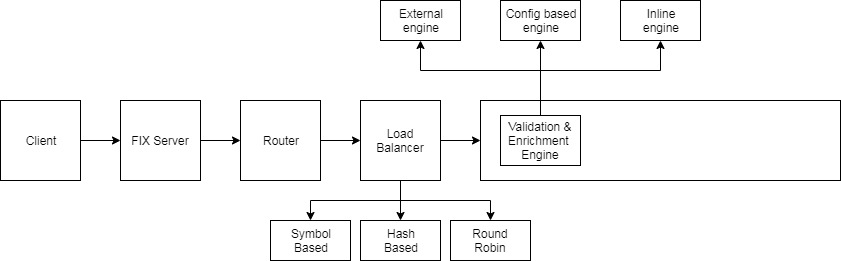 External
engine
Config based
engine
Inline
engine
Client
FIX Server
Router
Load
Balancer
Validation &
Enrichment
Engine
Symbol
Based
Hash
Based
Round
Robin